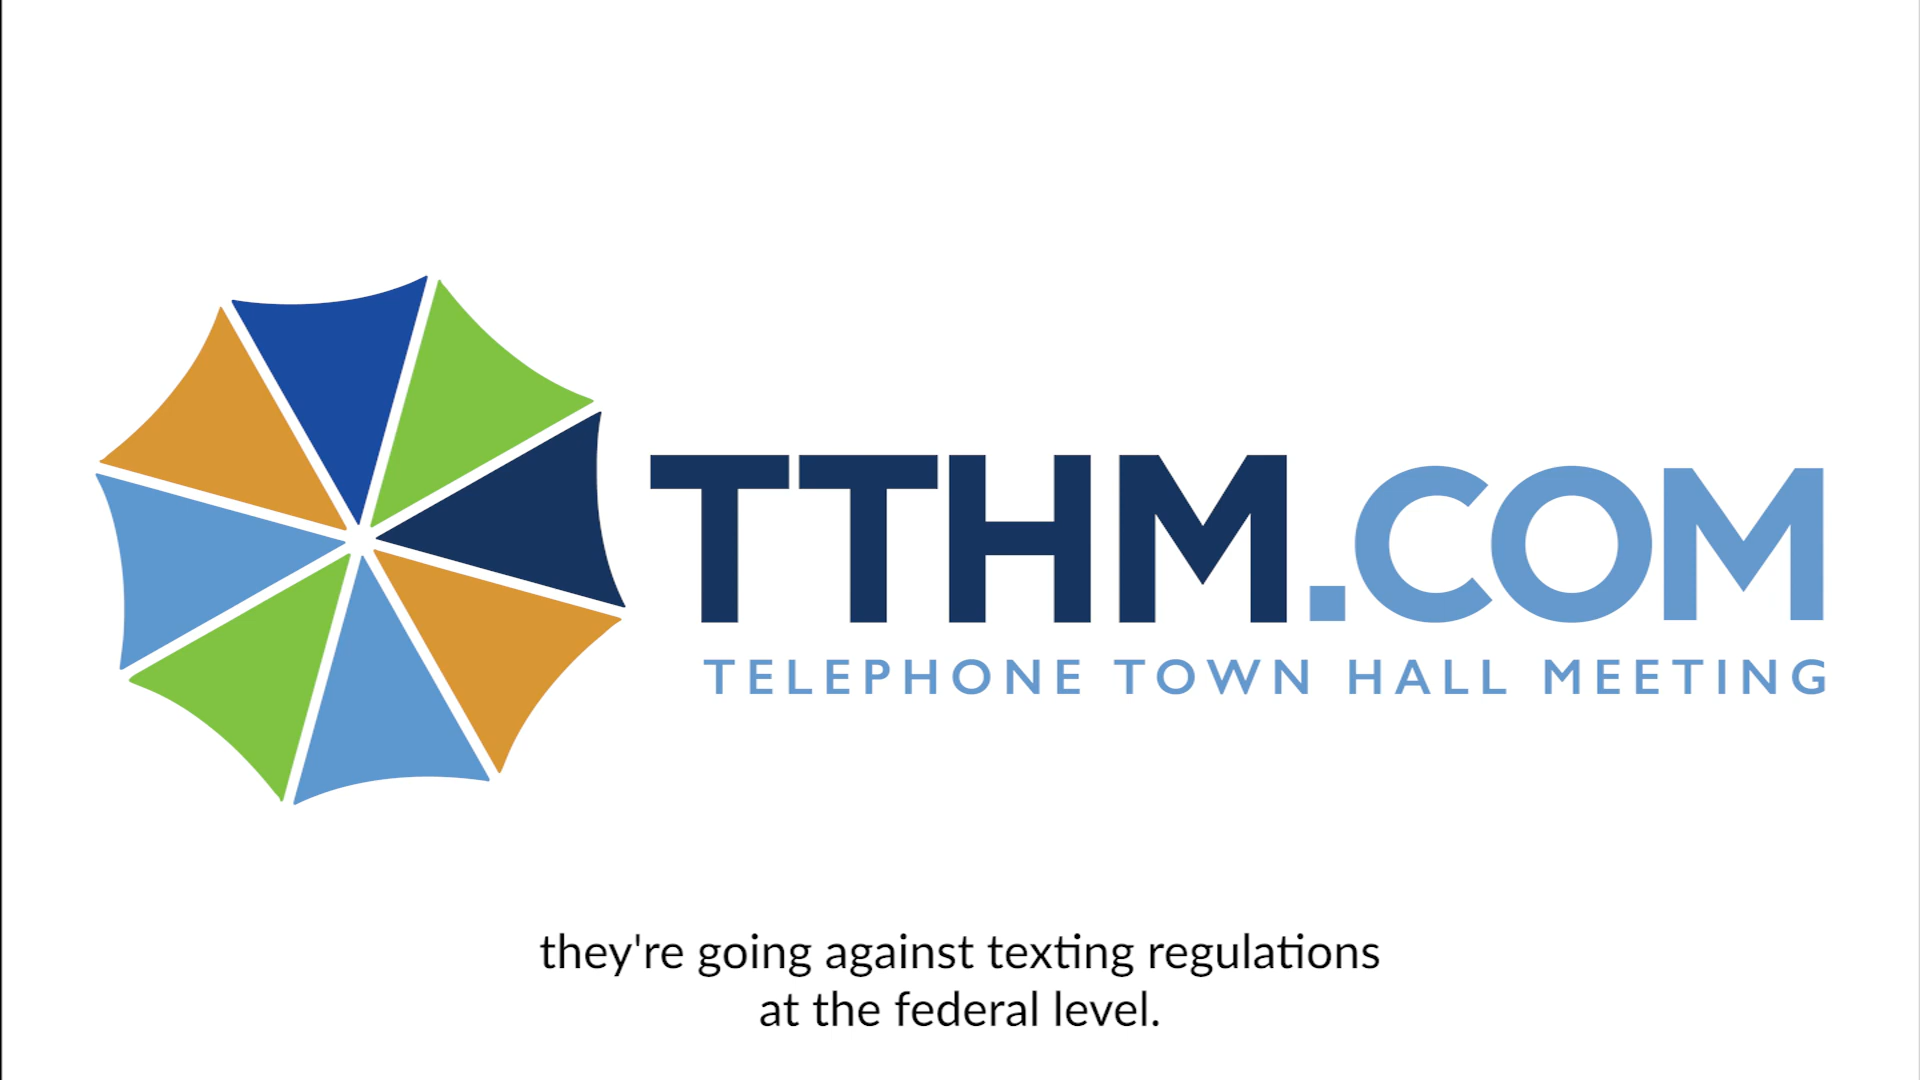 TTHM.COM
TELEPHONE TOWN HALL MEETING
they're going against texting regulations
at the federal level.